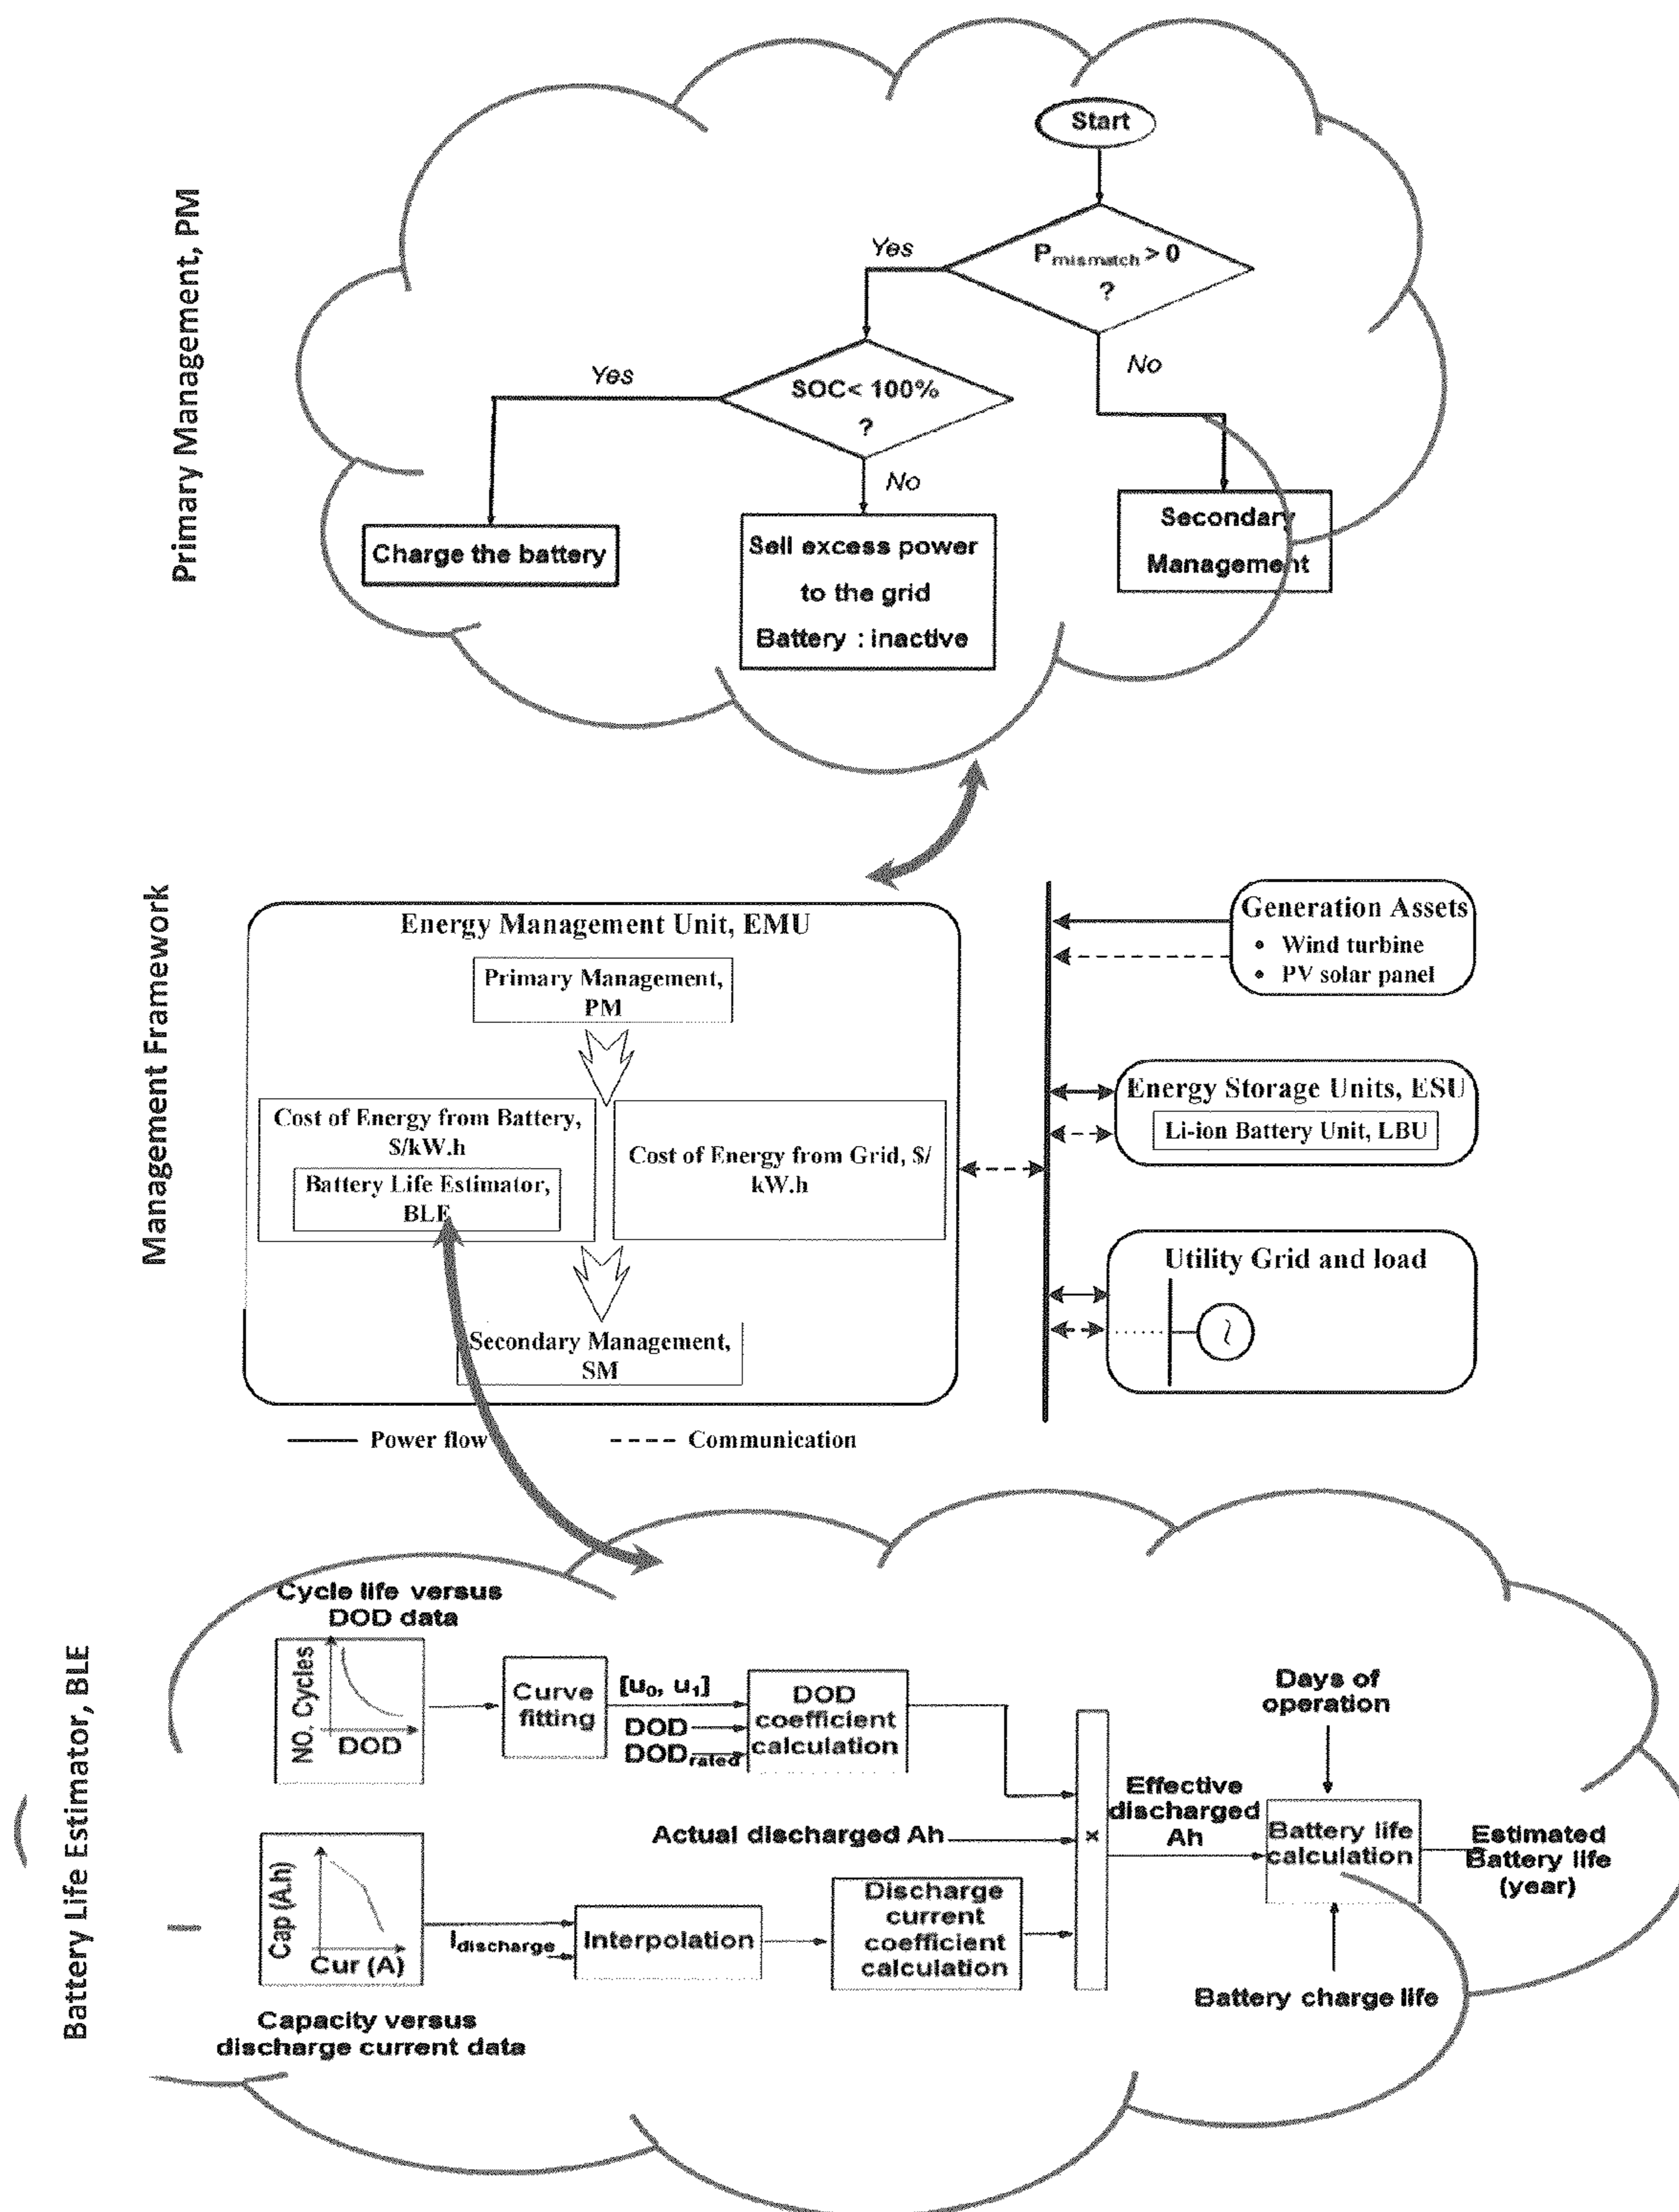 Primary Management, PM
Start
P_mismatch > 0
?
Yes
No
SOC< 100%
?
Yes
No
Charge the battery
Sell excess power
to the grid
Battery : inactive
Secondary
Management
Management Framework
Energy Management Unit, EMU
Primary Management,
PM
Cost of Energy from Battery,
$/kW.h
Battery Life Estimator,
BLE
Cost of Energy from Grid, $/
kW.h
Secondary Management,
SM
Power flow
Communication
Generation Assets
• Wind turbine
• PV solar panel
Energy Storage Units, ESU
Li-ion Battery Unit, LBU
Utility Grid and load
~
Battery Life Estimator, BLE
Cycle life versus
DOD data
NO. Cycles
DOD
Curve
fitting
[u₀, u₁]
DOD
DOD_rated
DOD
coefficient
calculation
Actual discharged Ah
Cap (A.h)
Cur (A)
Capacity versus
discharge current data
I_discharge
Interpolation
Discharge
current
coefficient
calculation
×
Effective
discharged
Ah
Days of
operation
Battery life
calculation
Battery charge life
Estimated
Battery life
(year)